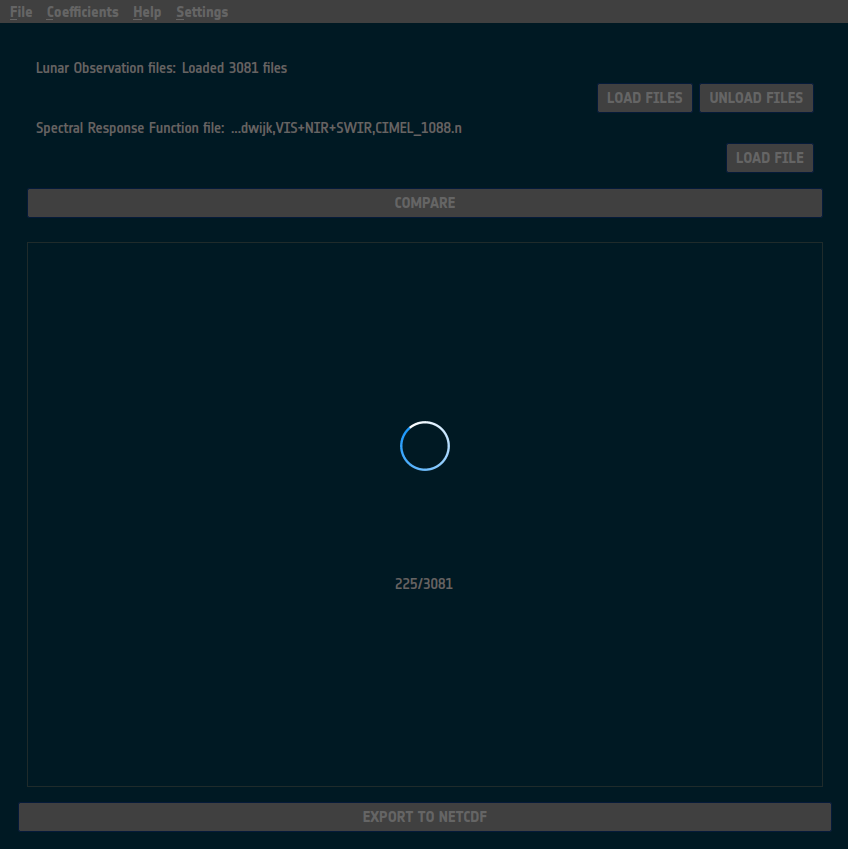 File Coefficients Help Settings
Lunar Observation files: Loaded 3081 files
LOAD FILES UNLOAD FILES
Spectral Response Function file: ...dwijk,VIS+NIR+SWIR,CIMEL_1088.n
LOAD FILE
COMPARE
225/3081
EXPORT TO NETCDF